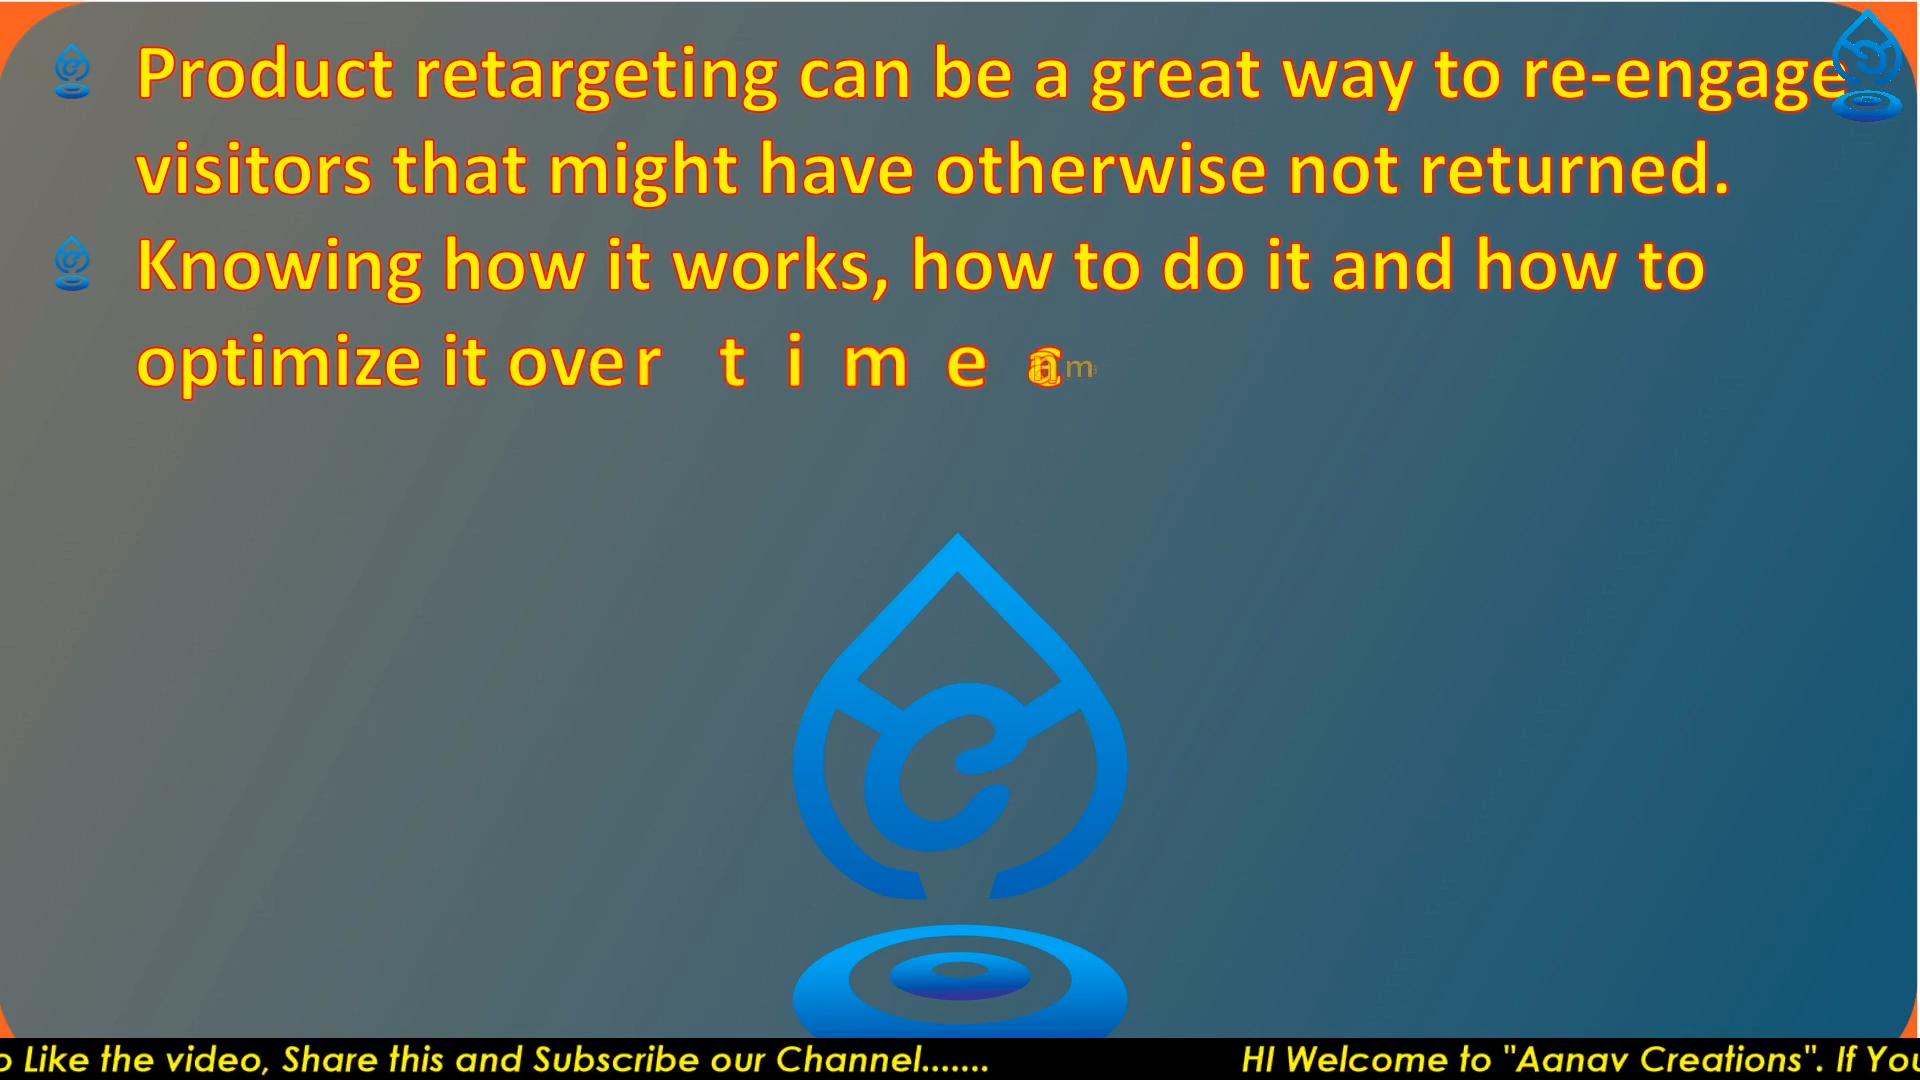 Product retargeting can be a great way to re-engage
visitors that might have otherwise not returned.
Knowing how it works, how to do it and how to
optimize it over time
o Like the video, Share this and Subscribe our Channel....... HI Welcome to "Aanav Creations". If You